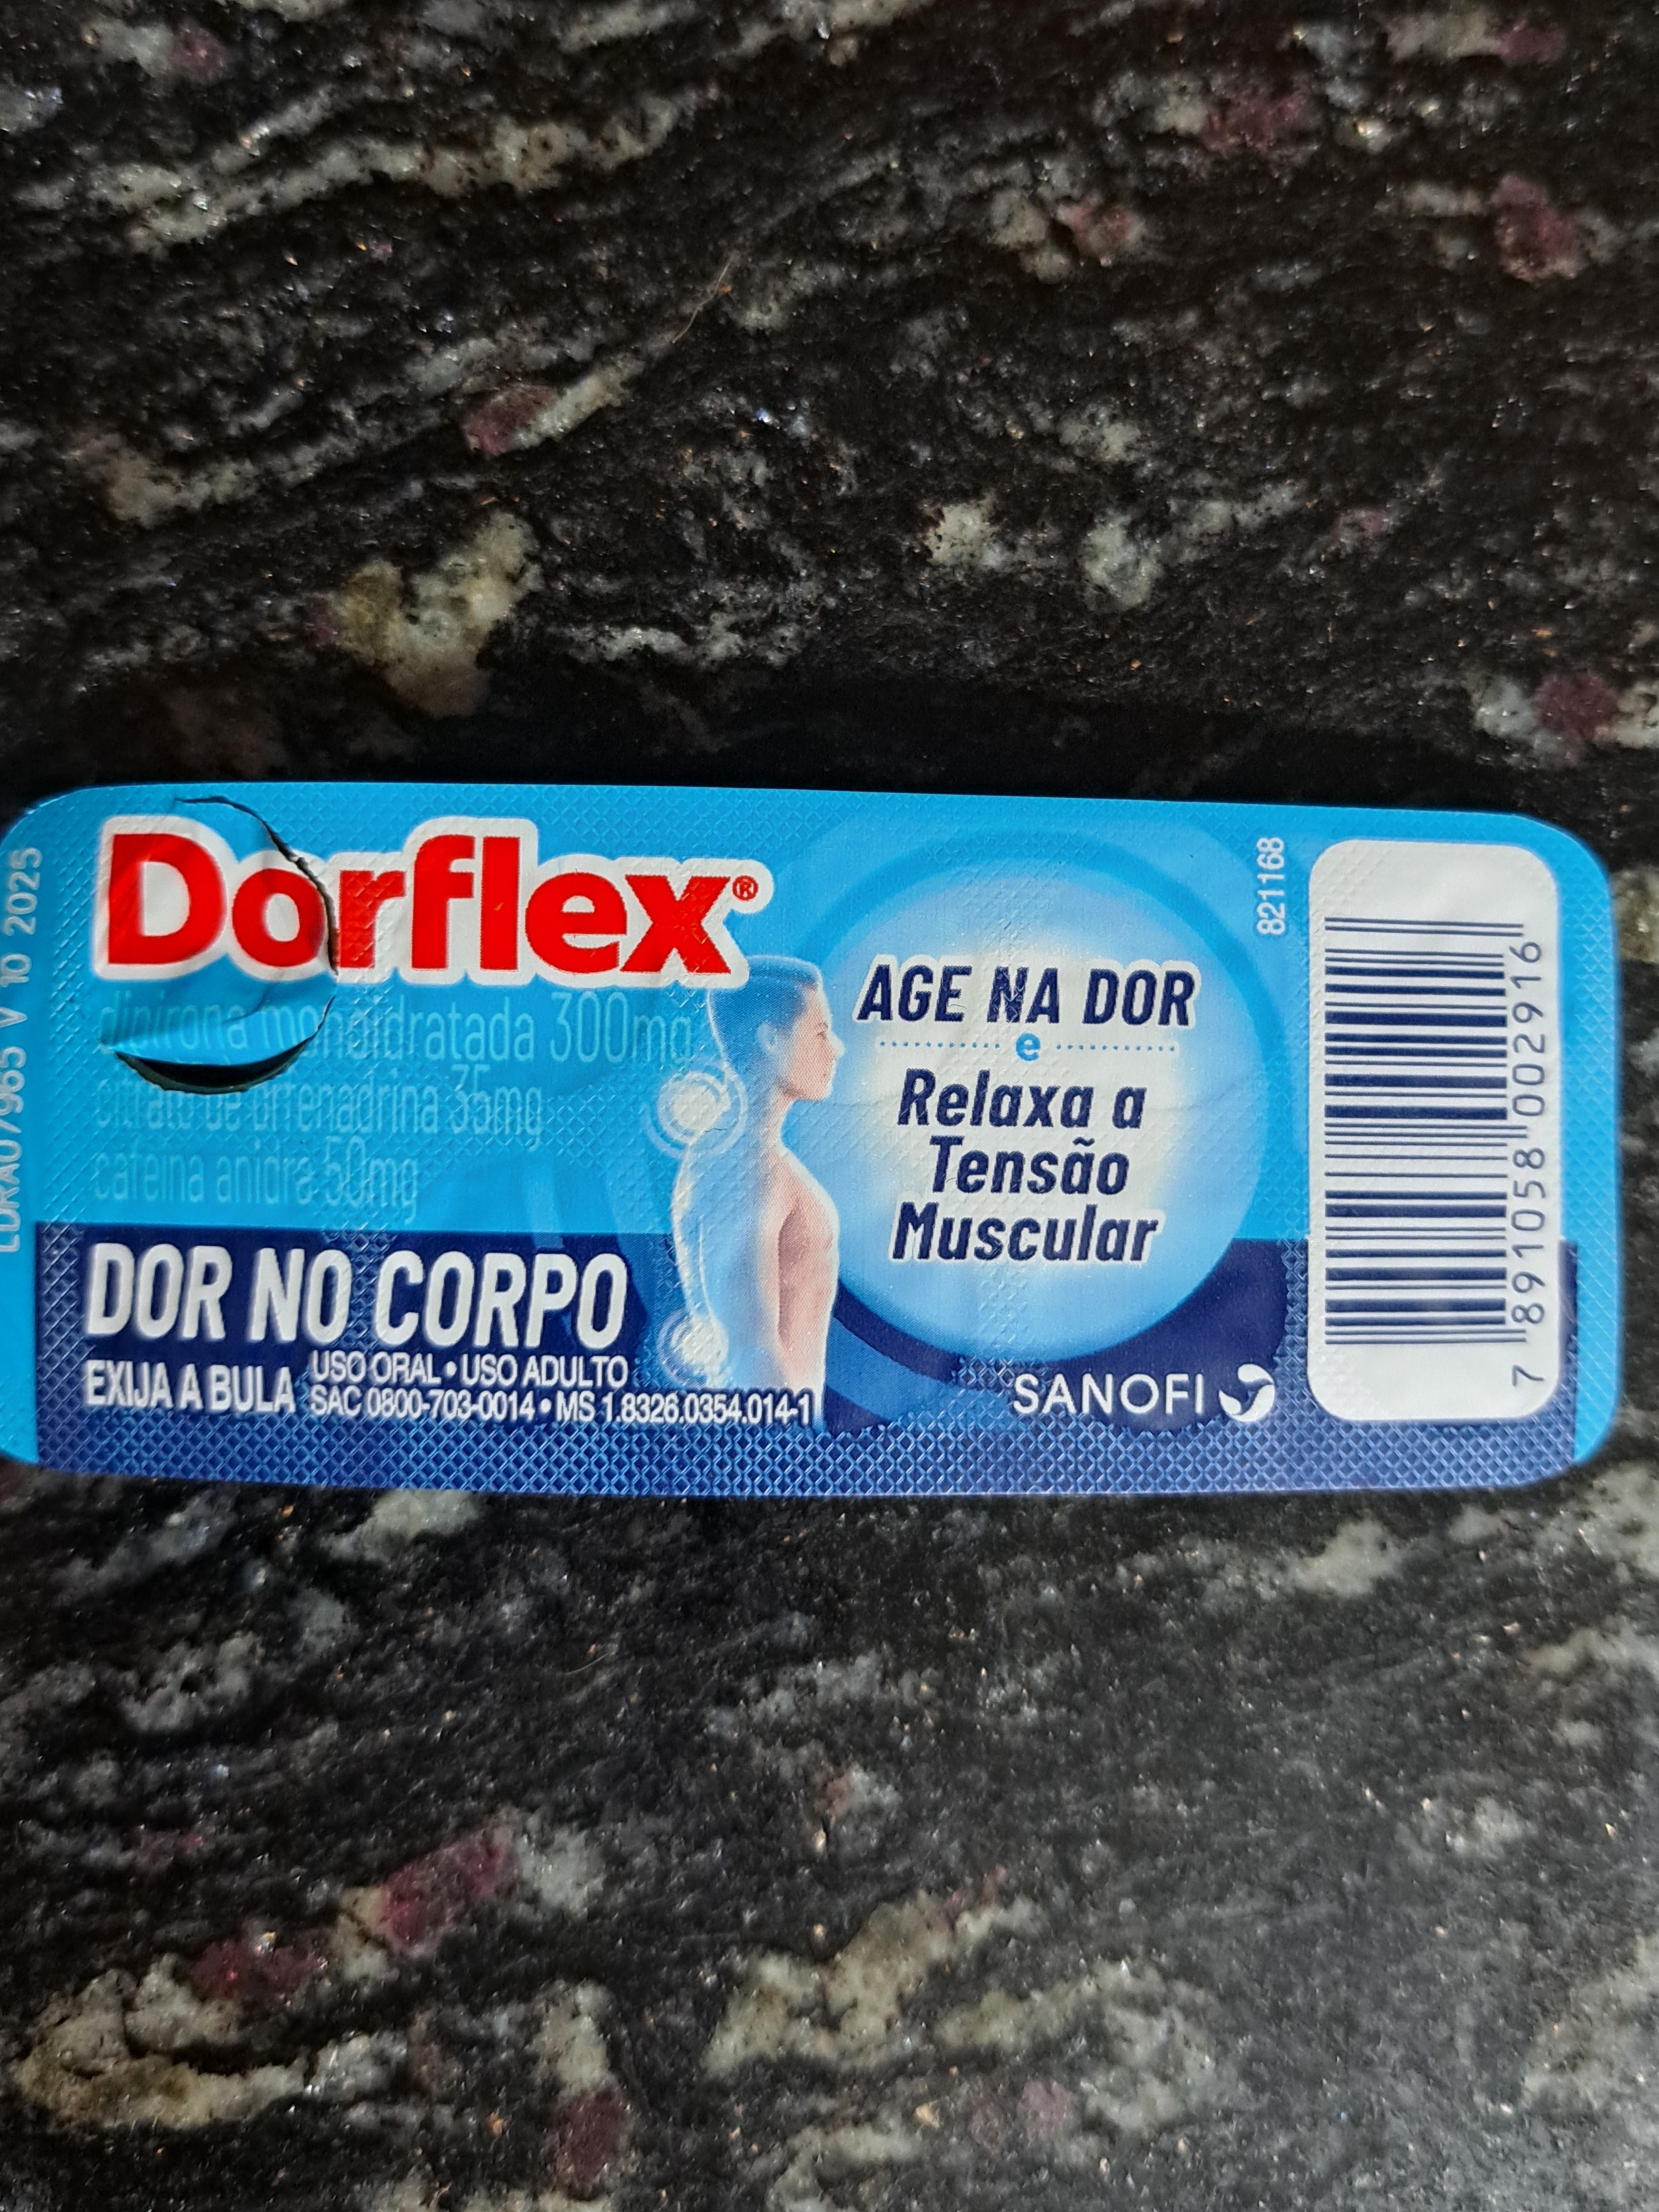 Dorflex®
dipirona monoidratada 300mg
citrato de orfenadrina 35mg
cafeína anidra 50mg
DOR NO CORPO
EXIJA A BULA
USO ORAL • USO ADULTO
SAC 0800-703-0014 • MS 1.8326.0354.014-1
AGE NA DOR
e
Relaxa a
Tensão
Muscular
SANOFI
821168
7 891058 002916
V 10 2025